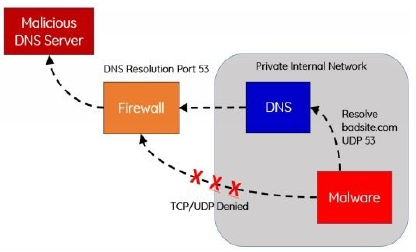 Malicious
DNS Server
DNS Resolution Port 53
Private Internal Network
Firewall
DNS
Resolve
badsite.com
UDP 53
X X X
TCP/UDP Denied
Malware